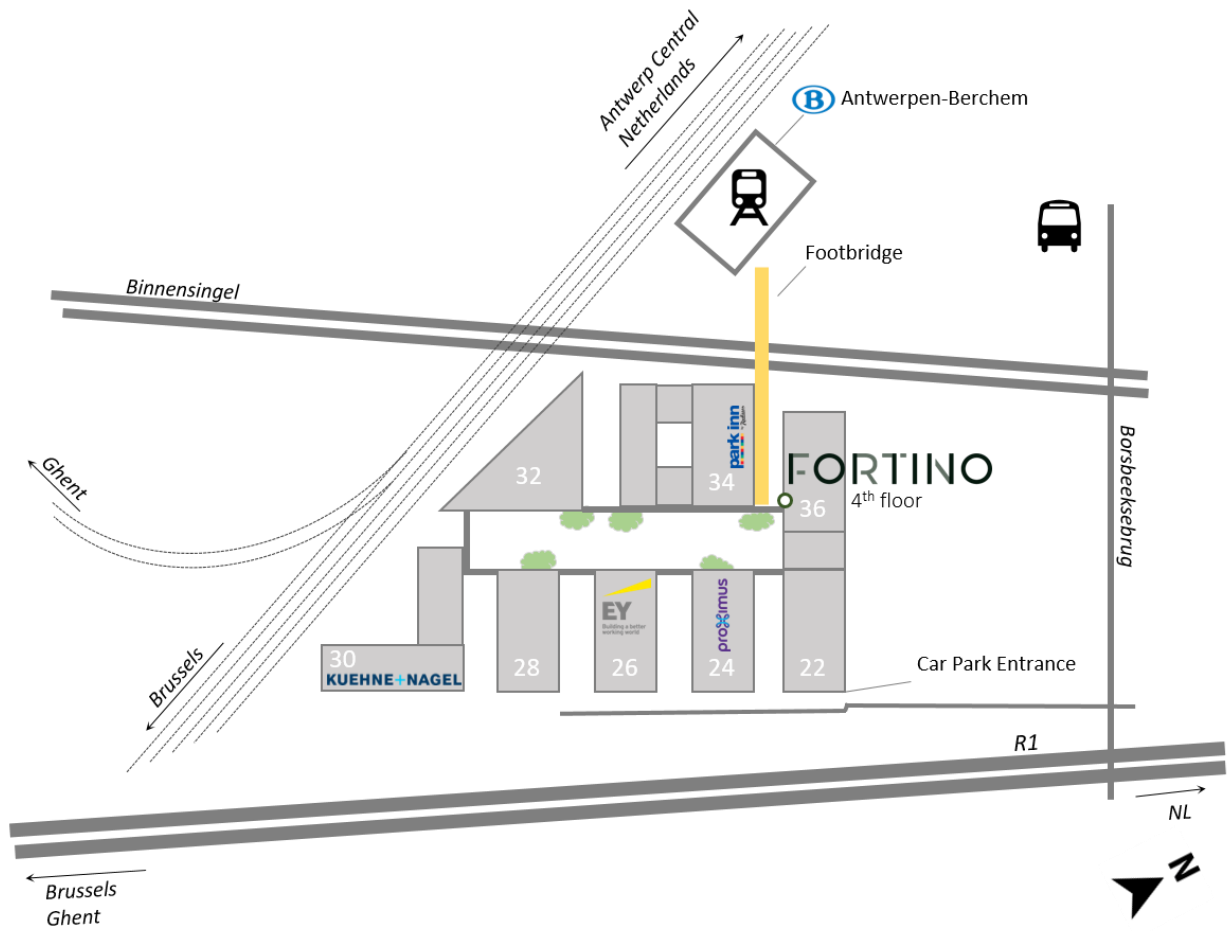 Antwerp Central
Netherlands
B
Antwerpen-Berchem
Footbridge
Binnensingel
Ghent
park inn
32
34
FORTINO
4th floor
36
Borsbeeksebrug
EY
Building a better
working world
proximus
30
KUEHNE+NAGEL
28
26
24
22
Car Park Entrance
Brussels
R1
NL
Brussels
Ghent
N